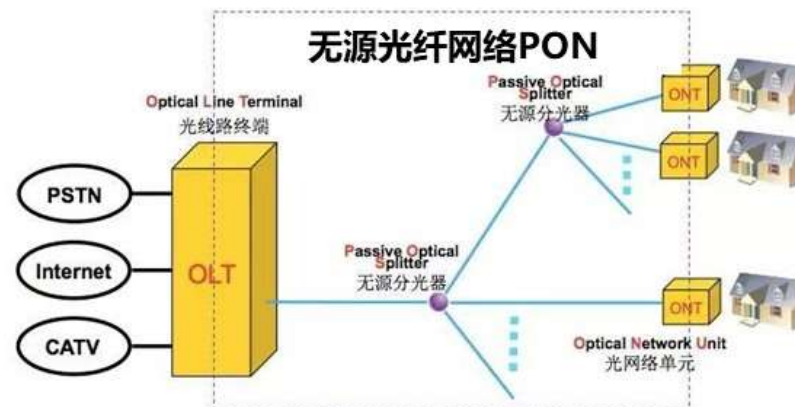 无源光纤网络PON
Optical Line Terminal
光线路终端
Passive Optical
Splitter
无源分光器
ONT
ONT
PSTN
Internet
CATV
OLT
Passive Optical
Splitter
无源分光器
ONT
Optical Network Unit
光网络单元